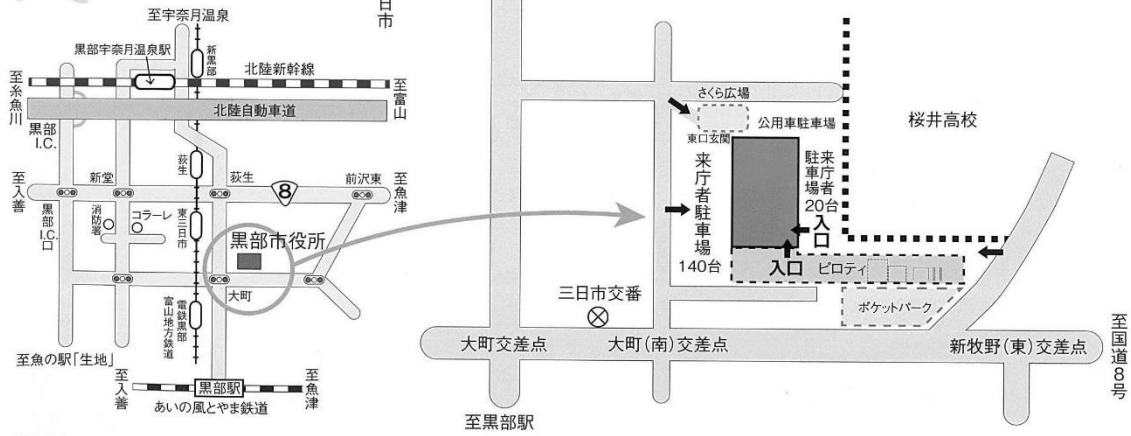 日市
至宇奈月温泉
黒部宇奈月温泉駅
新黒部
北陸新幹線
至糸魚川
至富山
北陸自動車道
黒部
I.C.
荻生
至入善
新堂
荻生
8
前沢東
至魚津
黒部I.C.口
消防署
コラーレ
東三日市
黒部市役所
大町
電鉄黒部
富山地方鉄道
至魚の駅「生地」
至入善
黒部駅
至魚津
あいの風とやま鉄道
さくら広場
公用車駐車場
東口玄関
桜井高校
来庁者駐車場
140台
来庁者
駐車場
20台
入口
入口
ピロティ
ポケットパーク
三日市交番
大町交差点
大町(南)交差点
新牧野(東)交差点
至国道8号
至黒部駅